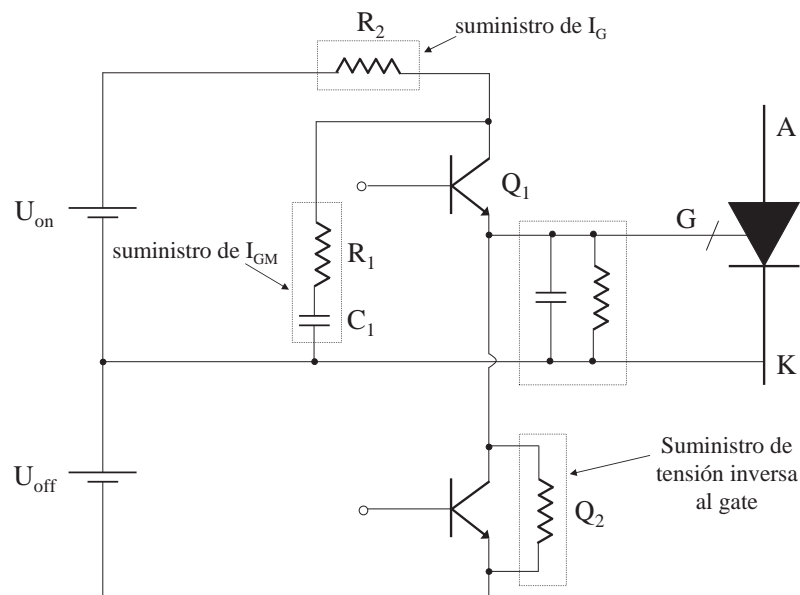 R2
suministro de IG
A
Q1
Uon
G
suministro de IGM
R1
C1
K
Uoff
Suministro de
tensión inversa
al gate
Q2